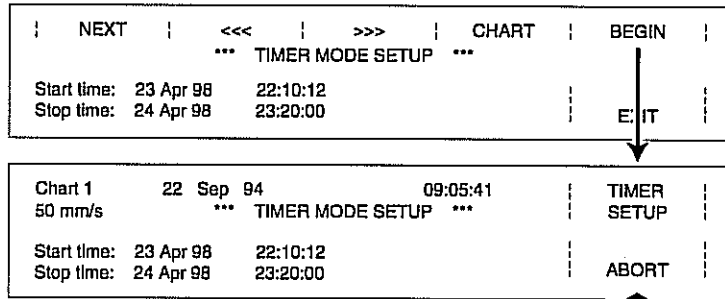 NEXT <<< >>> CHART BEGIN
*** TIMER MODE SETUP ***
Start time: 23 Apr 98 22:10:12
Stop time: 24 Apr 98 23:20:00
EXIT
Chart 1 22 Sep 94 09:05:41 TIMER
50 mm/s *** TIMER MODE SETUP *** SETUP
Start time: 23 Apr 98 22:10:12
Stop time: 24 Apr 98 23:20:00 ABORT